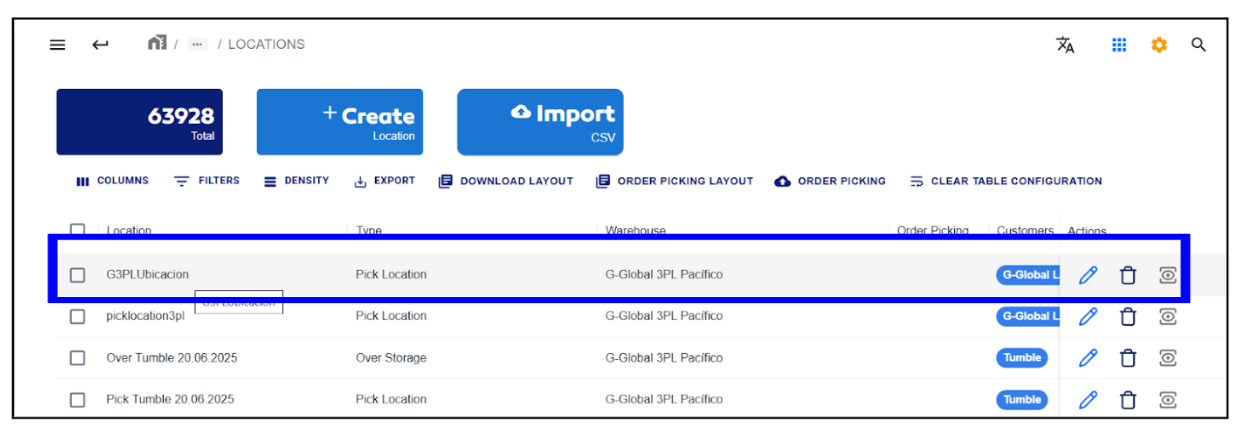 / ... / LOCATIONS
63928
Total
+ Create
Location
Import
CSV
COLUMNS FILTERS DENSITY EXPORT DOWNLOAD LAYOUT ORDER PICKING LAYOUT ORDER PICKING CLEAR TABLE CONFIGURATION
Location Type Warehouse Order Picking Customers Actions
G3PLUbicacion Pick Location G-Global 3PL Pacífico G-Global L
G3PLUbicacion
picklocation3pl Pick Location G-Global 3PL Pacífico G-Global L
Over Tumble 20.06.2025 Over Storage G-Global 3PL Pacífico Tumble
Pick Tumble 20.06.2025 Pick Location G-Global 3PL Pacífico Tumble